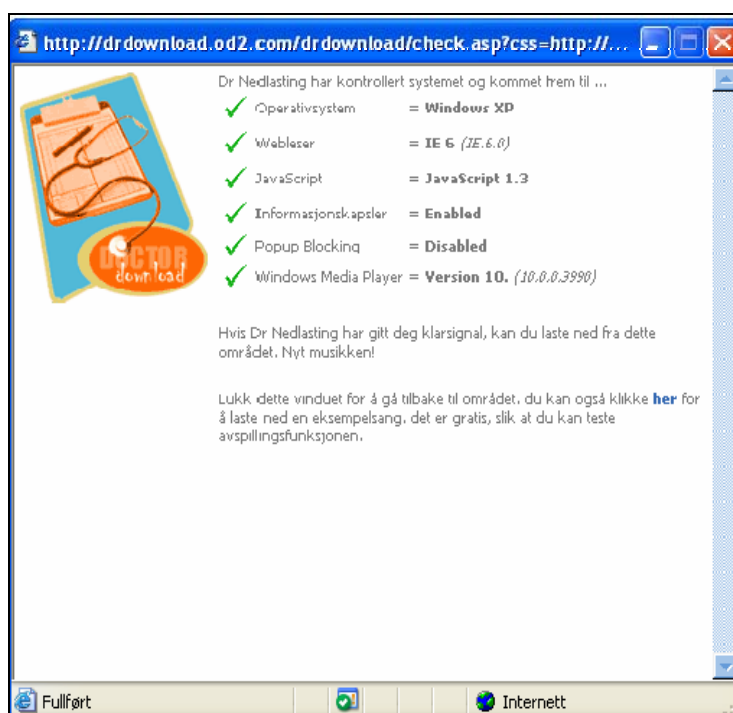 http://drdownload.od2.com/drdownload/check.asp?css=http://...
Dr Nedlasting har kontrollert systemet og kommet frem til ...
Operativsystem = Windows XP
Webleser = IE 6 (IE.6.0)
JavaScript = JavaScript 1.3
Informasjonskapsler = Enabled
Popup Blocking = Disabled
Windows Media Player = Version 10. (10.0.0.3990)
DOCTOR
download
Hvis Dr Nedlasting har gitt deg klarsignal, kan du laste ned fra dette
området. Nyt musikken!
Lukk dette vinduet for å gå tilbake til området. du kan også klikke her for
å laste ned en eksempelsang. det er gratis, slik at du kan teste
avspillingsfunksjonen.
Fullført
Internett